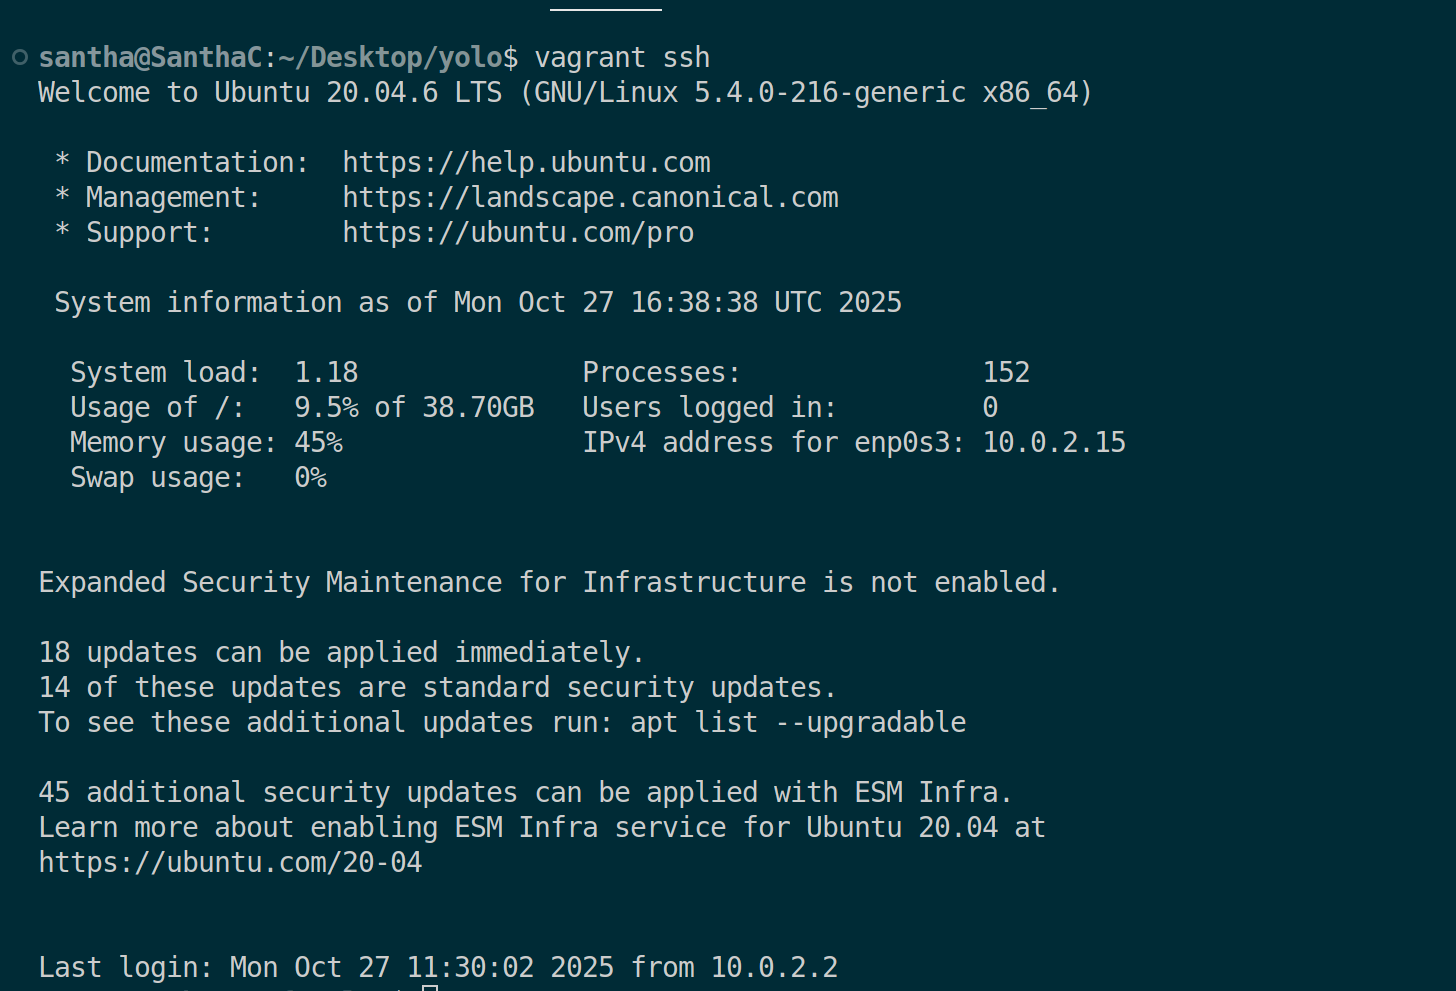 santha@SanthaC:~/Desktop/yolo$ vagrant ssh
Welcome to Ubuntu 20.04.6 LTS (GNU/Linux 5.4.0-216-generic x86_64)
* Documentation:  https://help.ubuntu.com
* Management:     https://landscape.canonical.com
* Support:        https://ubuntu.com/pro
System information as of Mon Oct 27 16:38:38 UTC 2025
System load:  1.18              Processes:               152
Usage of /:   9.5% of 38.70GB   Users logged in:         0
Memory usage: 45%               IPv4 address for enp0s3: 10.0.2.15
Swap usage:   0%
Expanded Security Maintenance for Infrastructure is not enabled.
18 updates can be applied immediately.
14 of these updates are standard security updates.
To see these additional updates run: apt list --upgradable
45 additional security updates can be applied with ESM Infra.
Learn more about enabling ESM Infra service for Ubuntu 20.04 at
https://ubuntu.com/20-04
Last login: Mon Oct 27 11:30:02 2025 from 10.0.2.2